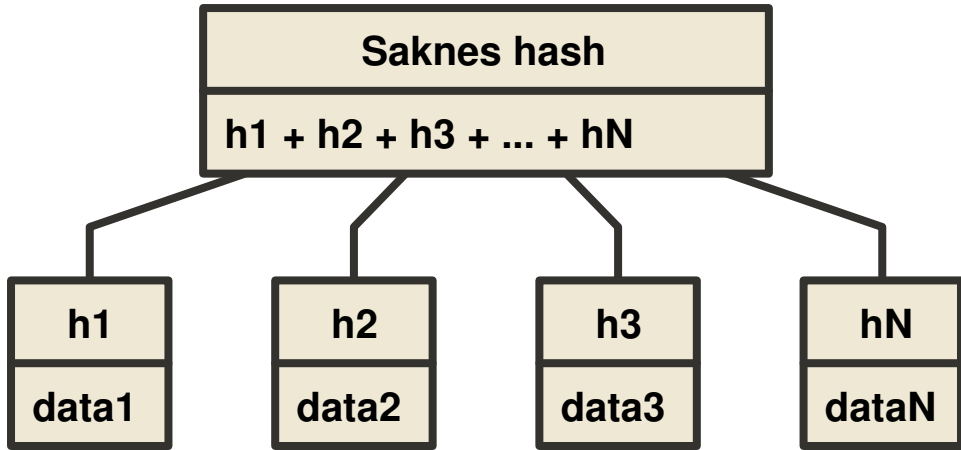 Saknes hash
h1 + h2 + h3 + ... + hN
h1
h2
h3
hN
data1
data2
data3
dataN